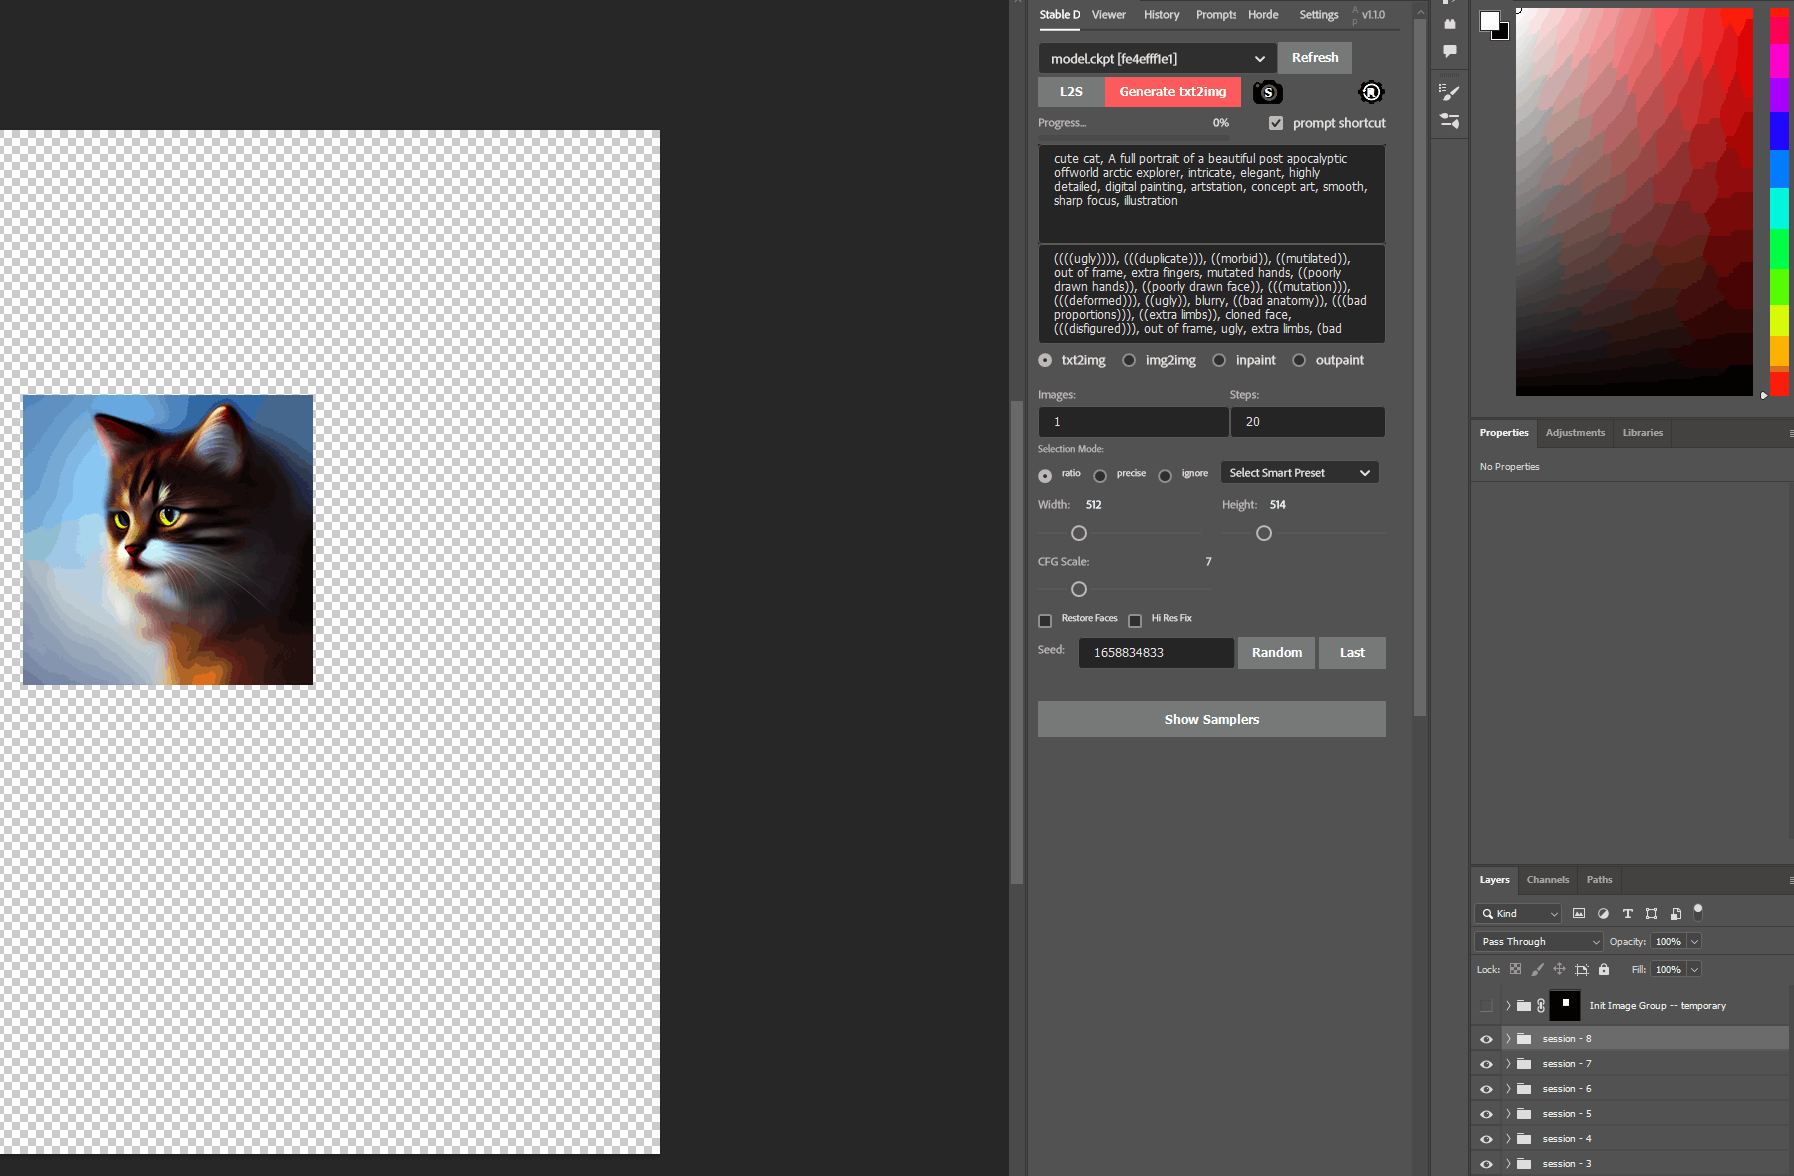 Stable D Viewer History Prompts Horde Settings v1.1.0
model.ckpt [fe4efff1e1] Refresh
L2S Generate txt2img S R
Progress... 0% prompt shortcut
cute cat, A full portrait of a beautiful post apocalyptic
offworld arctic explorer, intricate, elegant, highly
detailed, digital painting, artstation, concept art, smooth,
sharp focus, illustration
((((ugly)))), (((duplicate))), ((morbid)), ((mutilated)),
out of frame, extra fingers, mutated hands, ((poorly
drawn hands)), ((poorly drawn face)), (((mutation))),
(((deformed))), ((ugly)), blurry, ((bad anatomy)), (((bad
proportions))), ((extra limbs)), cloned face,
(((disfigured))), out of frame, ugly, extra limbs, (bad
txt2img img2img inpaint outpaint
Images: Steps:
1 20
Selection Mode:
ratio precise ignore Select Smart Preset
Width: 512 Height: 514
CFG Scale: 7
Restore Faces Hi Res Fix
Seed: 1658834833 Random Last
Show Samplers
Properties Adjustments Libraries
No Properties
Layers Channels Paths
Kind
Pass Through Opacity: 100%
Lock: Fill: 100%
Init Image Group -- temporary
session - 8
session - 7
session - 6
session - 5
session - 4
session - 3